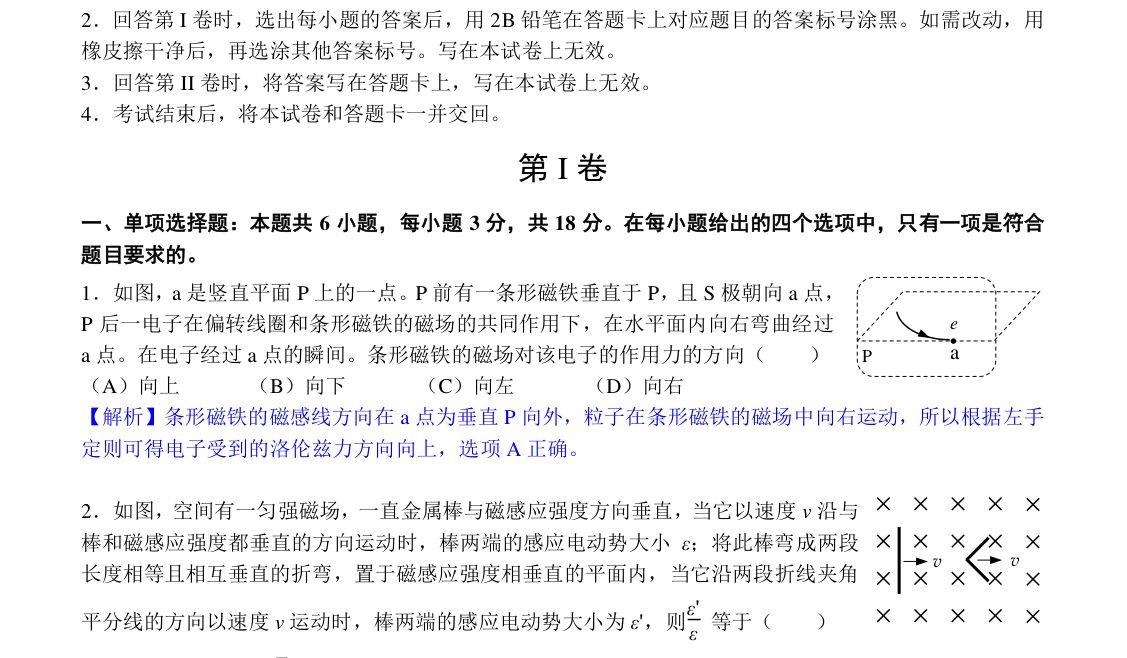 2．回答第 I 卷时，选出每小题的答案后，用 2B 铅笔在答题卡上对应题目的答案标号涂黑。如需改动，用
橡皮擦干净后，再选涂其他答案标号。写在本试卷上无效。
3．回答第 II 卷时，将答案写在答题卡上，写在本试卷上无效。
4．考试结束后，将本试卷和答题卡一并交回。
第 I 卷
一、单项选择题：本题共 6 小题，每小题 3 分，共 18 分。在每小题给出的四个选项中，只有一项是符合
题目要求的。
1．如图，a 是竖直平面 P 上的一点。P 前有一条形磁铁垂直于 P，且 S 极朝向 a 点，
P 后一电子在偏转线圈和条形磁铁的磁场的共同作用下，在水平面内向右弯曲经过
a 点。在电子经过 a 点的瞬间。条形磁铁的磁场对该电子的作用力的方向（　　）
（A）向上　（B）向下　（C）向左　（D）向右
e
P
a
【解析】条形磁铁的磁感线方向在 a 点为垂直 P 向外，粒子在条形磁铁的磁场中向右运动，所以根据左手
定则可得电子受到的洛伦兹力方向向上，选项 A 正确。
2．如图，空间有一匀强磁场，一直金属棒与磁感应强度方向垂直，当它以速度 v 沿与
棒和磁感应强度都垂直的方向运动时，棒两端的感应电动势大小 ε；将此棒弯成两段
长度相等且相互垂直的折弯，置于磁感应强度相垂直的平面内，当它沿两段折线夹角
平分线的方向以速度 v 运动时，棒两端的感应电动势大小为 ε'，则 ε'/ε 等于（　　）
v
v